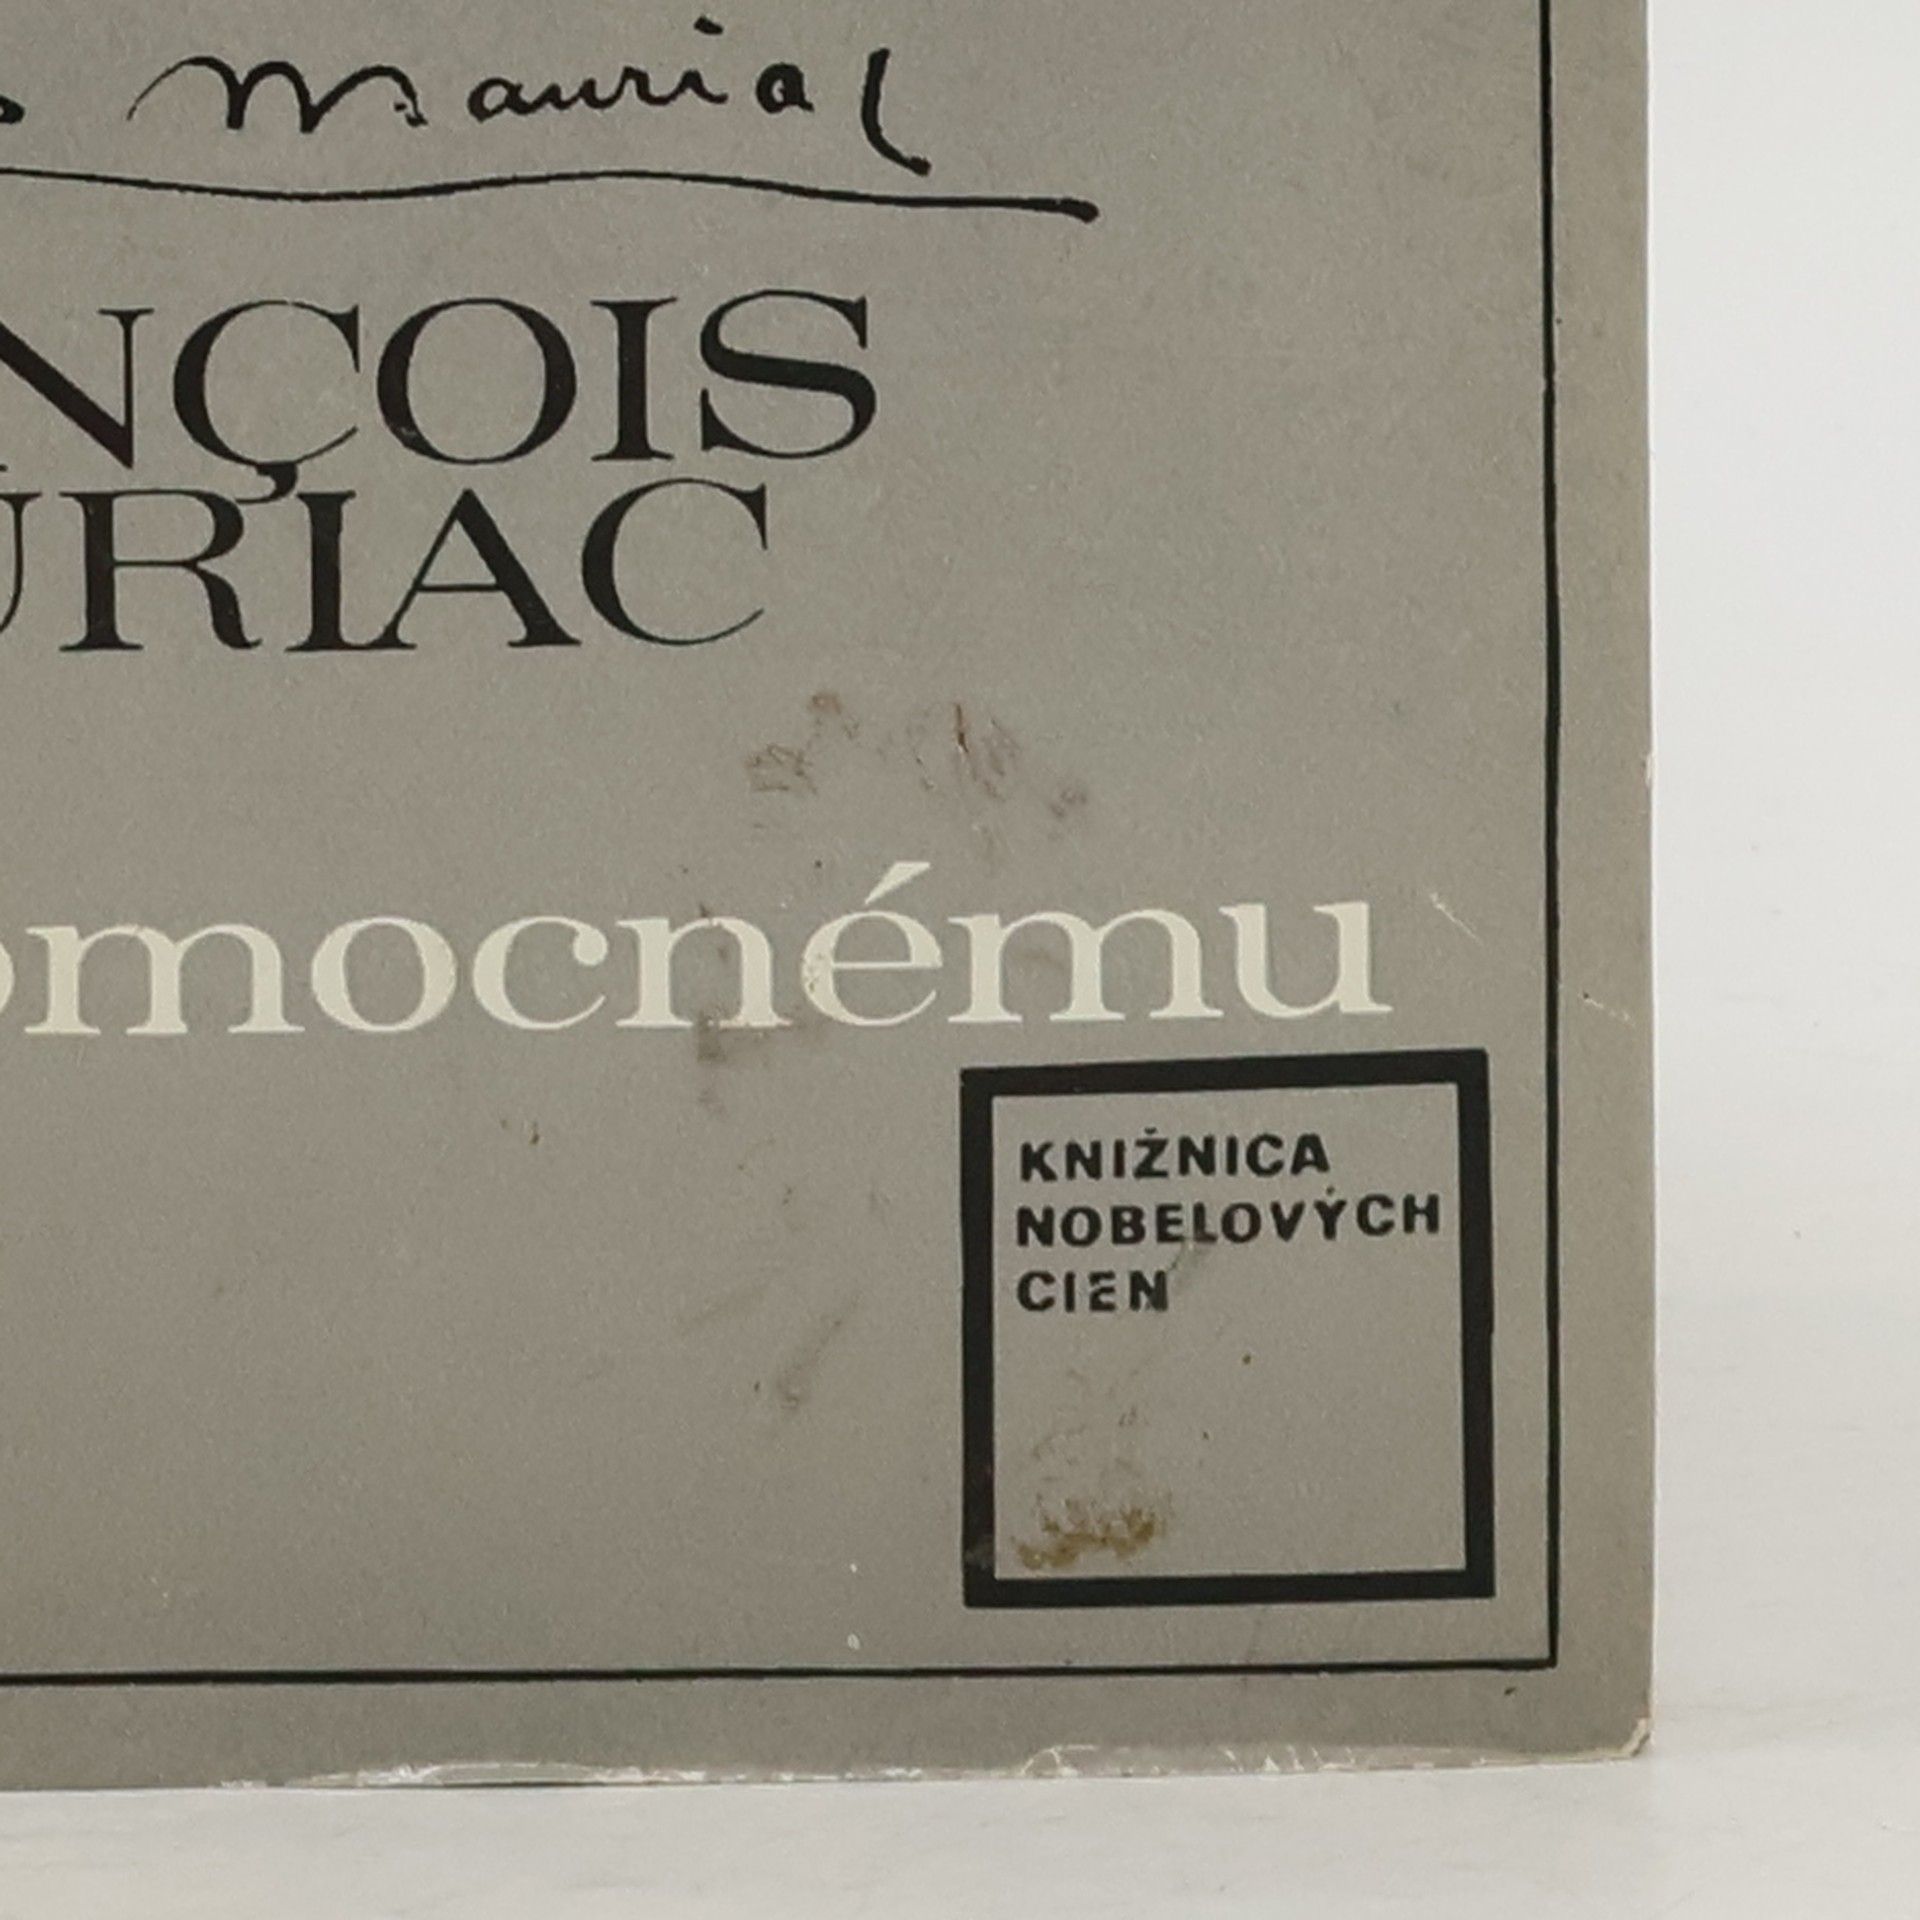 Mauriac
NÇOIS
URIAC
omocnému
KNIŽNICA
NOBELOVÝCH
CIEN